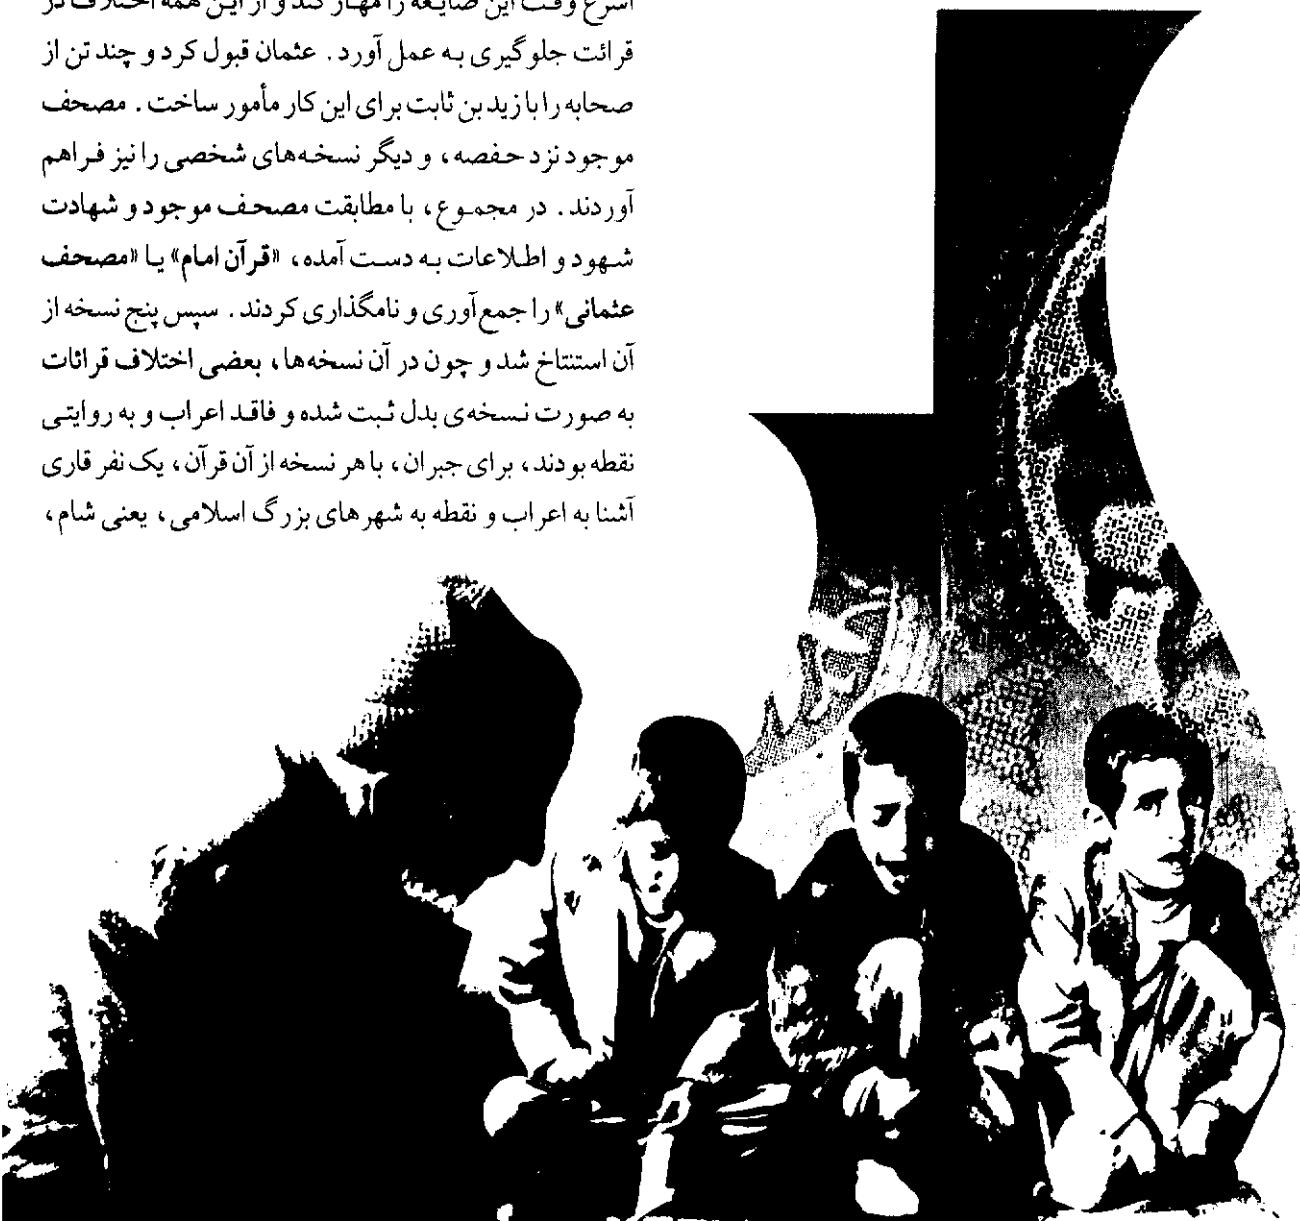 اسرع وقت این ضایعه را مهار کند و از این همه اختلاف در
قرائت جلوگیری به عمل آورد. عثمان قبول کرد و چند تن از
صحابه را با زید بن ثابت برای این کار مأمور ساخت. مصحف
موجود نزد حفصه، و دیگر نسخه‌های شخصی را نیز فراهم
آوردند. در مجموع، با مطابقت مصحف موجود و شهادت
شهود و اطلاعات به دست آمده، «قرآن امام» یا «مصحف
عثمانی» را جمع‌آوری و نامگذاری کردند. سپس پنج نسخه از
آن استنتاخ شد و چون در آن نسخه‌ها، بعضی اختلاف قرائات
به صورت نسخه‌ی بدل ثبت شده و فاقد اعراب و به روایتی
نقطه بودند، برای جبران، با هر نسخه از آن قرآن، یک نفر قاری
آشنا به اعراب و نقطه به شهرهای بزرگ اسلامی، یعنی شام،